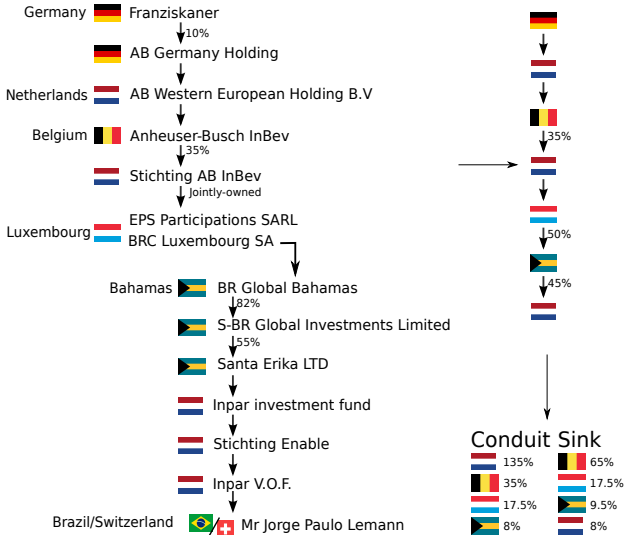 Germany Franziskaner
10%
AB Germany Holding
Netherlands AB Western European Holding B.V
Belgium Anheuser-Busch InBev
35%
Stichting AB InBev
Jointly-owned
EPS Participations SARL
Luxembourg
BRC Luxembourg SA
Bahamas BR Global Bahamas
82%
S-BR Global Investments Limited
55%
Santa Erika LTD
Inpar investment fund
Stichting Enable
Inpar V.O.F.
Brazil/Switzerland / Mr Jorge Paulo Lemann
35%
50%
45%
Conduit Sink
135% 65%
35% 17.5%
17.5% 9.5%
8% 8%